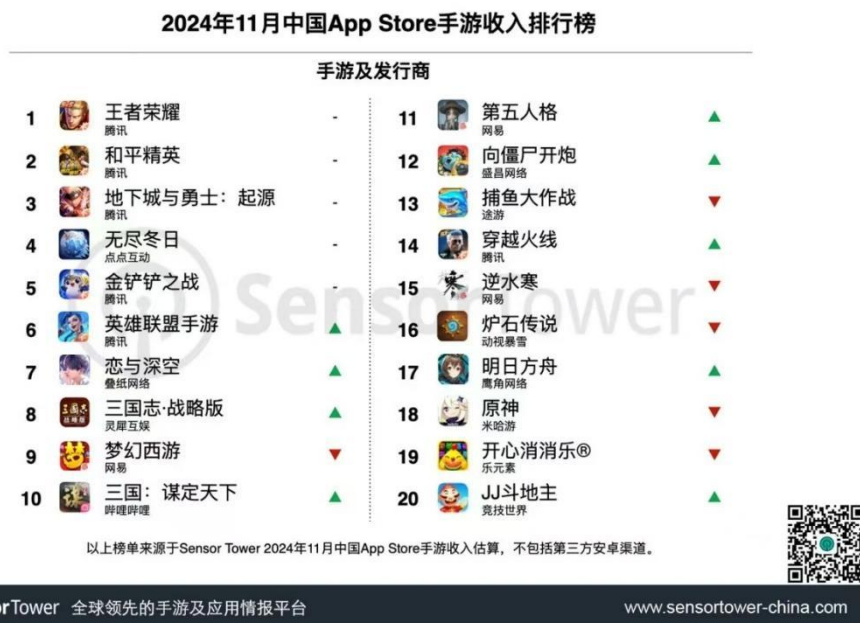 2024年11月中国App Store手游收入排行榜
手游及发行商
1 王者荣耀 -
腾讯
2 和平精英 -
腾讯
3 地下城与勇士：起源 -
腾讯
4 无尽冬日 -
点点互动
5 金铲铲之战 -
腾讯
6 英雄联盟手游 ▲
腾讯
7 恋与深空 ▲
叠纸网络
8 三国志·战略版 ▲
灵犀互娱
9 梦幻西游 ▼
网易
10 三国：谋定天下 ▲
哔哩哔哩
11 第五人格 ▲
网易
12 向僵尸开炮 ▲
盛昌网络
13 捕鱼大作战 ▼
途游
14 穿越火线 ▲
腾讯
15 逆水寒 ▼
网易
16 炉石传说 ▼
动视暴雪
17 明日方舟 ▲
鹰角网络
18 原神 ▼
米哈游
19 开心消消乐® ▼
乐元素
20 JJ斗地主 ▲
竞技世界
SensorTower
以上榜单来源于Sensor Tower 2024年11月中国App Store手游收入估算，不包括第三方安卓渠道。
orTower 全球领先的手游及应用情报平台
www.sensortower-china.com